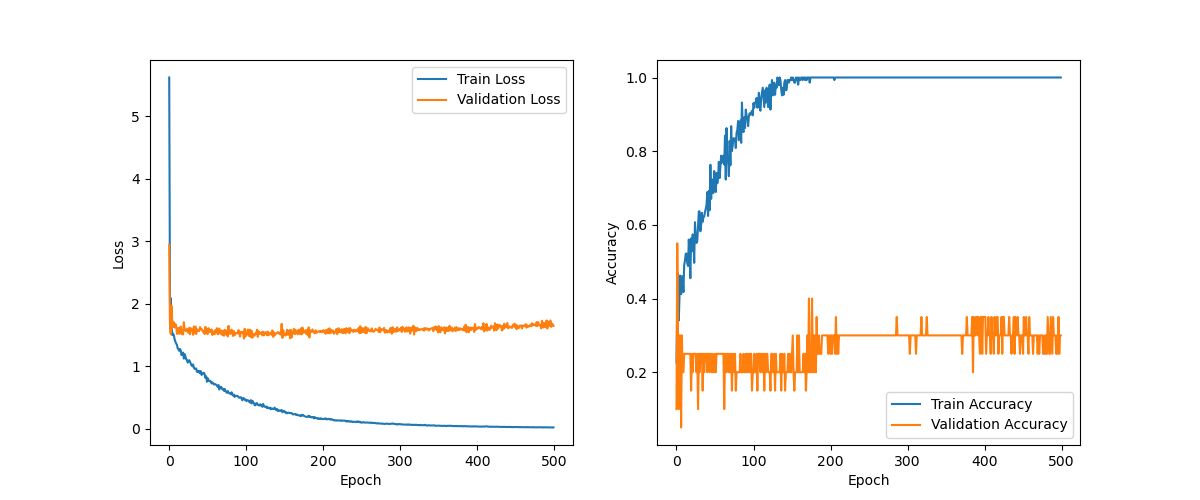 Train Loss
Validation Loss
5
4
3
2
1
0
Loss
0 100 200 300 400 500
Epoch
1.0
0.8
0.6
0.4
0.2
Accuracy
Train Accuracy
Validation Accuracy
0 100 200 300 400 500
Epoch